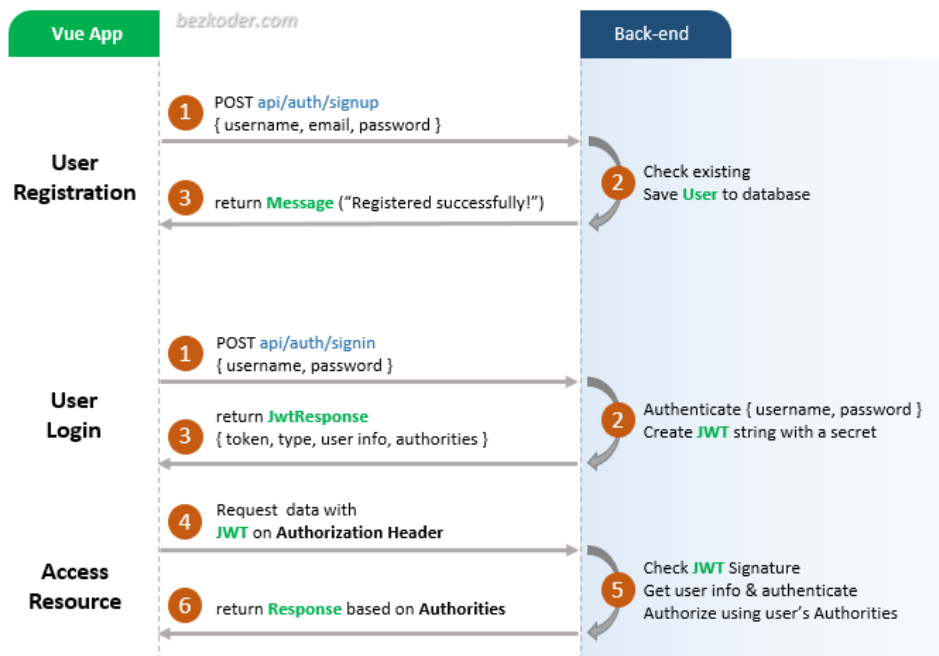 bezkoder.com
Vue App
Back-end
User
Registration
1
POST api/auth/signup
{ username, email, password }
2
Check existing
Save User to database
3
return Message (“Registered successfully!”)
User
Login
1
POST api/auth/signin
{ username, password }
2
Authenticate { username, password }
Create JWT string with a secret
3
return JwtResponse
{ token, type, user info, authorities }
Access
Resource
4
Request data with
JWT on Authorization Header
5
Check JWT Signature
Get user info & authenticate
Authorize using user’s Authorities
6
return Response based on Authorities